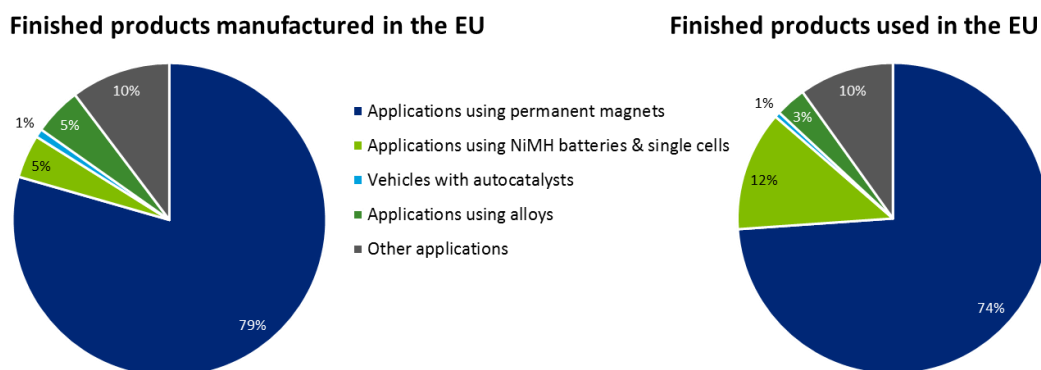 Finished products manufactured in the EU
10%
1%
5%
5%
79%
Applications using permanent magnets
Applications using NiMH batteries & single cells
Vehicles with autocatalysts
Applications using alloys
Other applications
Finished products used in the EU
10%
1%
3%
12%
74%